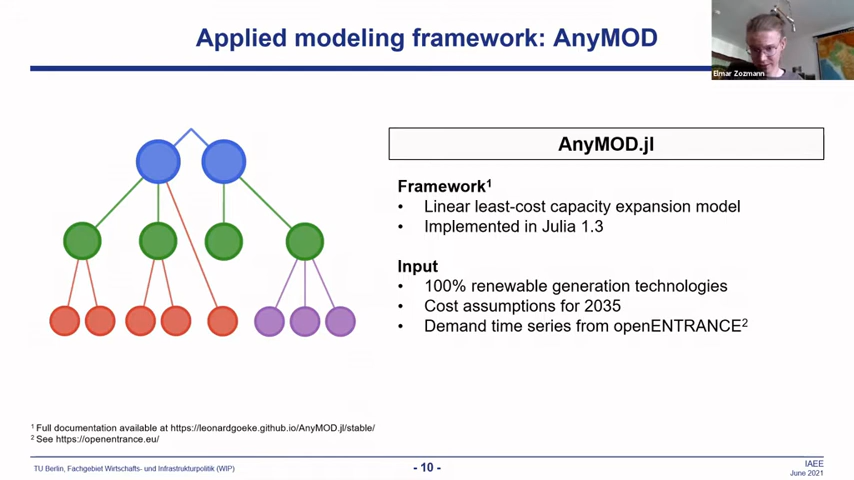 Applied modeling framework: AnyMOD
Elmar Zozmann
AnyMOD.jl
Framework1
• Linear least-cost capacity expansion model
• Implemented in Julia 1.3
Input
• 100% renewable generation technologies
• Cost assumptions for 2035
• Demand time series from openENTRANCE2
1 Full documentation available at https://leonardgoeke.github.io/AnyMOD.jl/stable/
2 See https://openentrance.eu/
TU Berlin, Fachgebiet Wirtschafts- und Infrastrukturpolitik (WIP)
- 10 -
IAEE
June 2021